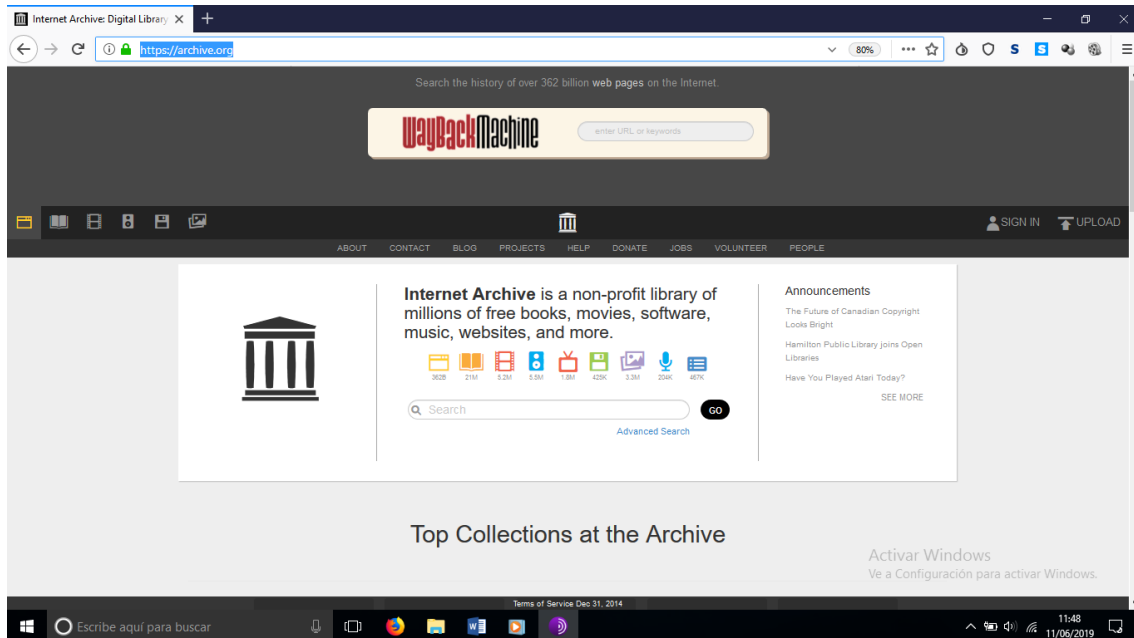 Internet Archive: Digital Library
https://archive.org
80%
Search the history of over 362 billion web pages on the Internet.
WayBackMachine
enter URL or keywords
SIGN IN
UPLOAD
ABOUT CONTACT BLOG PROJECTS HELP DONATE JOBS VOLUNTEER PEOPLE
Internet Archive is a non-profit library of
millions of free books, movies, software,
music, websites, and more.
362B 21M 5.2M 5.5M 1.8M 425K 3.3M 204K 467K
Search
GO
Advanced Search
Announcements
The Future of Canadian Copyright
Looks Bright
Hamilton Public Library joins Open
Libraries
Have You Played Atari Today?
SEE MORE
Top Collections at the Archive
Activar Windows
Ve a Configuración para activar Windows.
Terms of Service Dec 31, 2014
Escribe aquí para buscar
11:48
11/06/2019